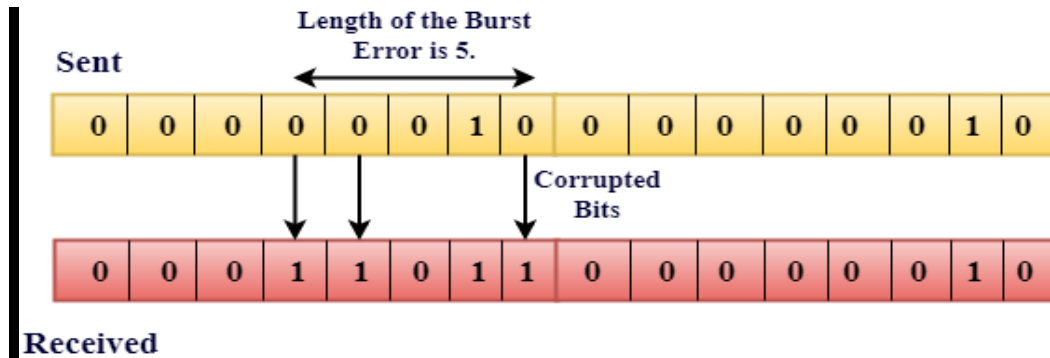 Length of the Burst
Error is 5.
Sent
0 0 0 0 0 0 1 0 0 0 0 0 0 0 1 0
Corrupted
Bits
0 0 0 1 1 0 1 1 0 0 0 0 0 0 1 0
Received